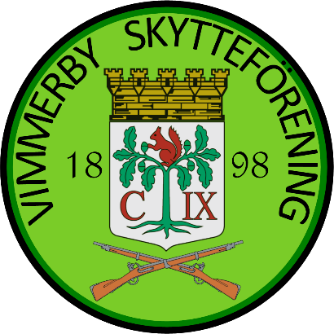 VIMMERBY SKYTTEFÖRENING
18 98
C IX